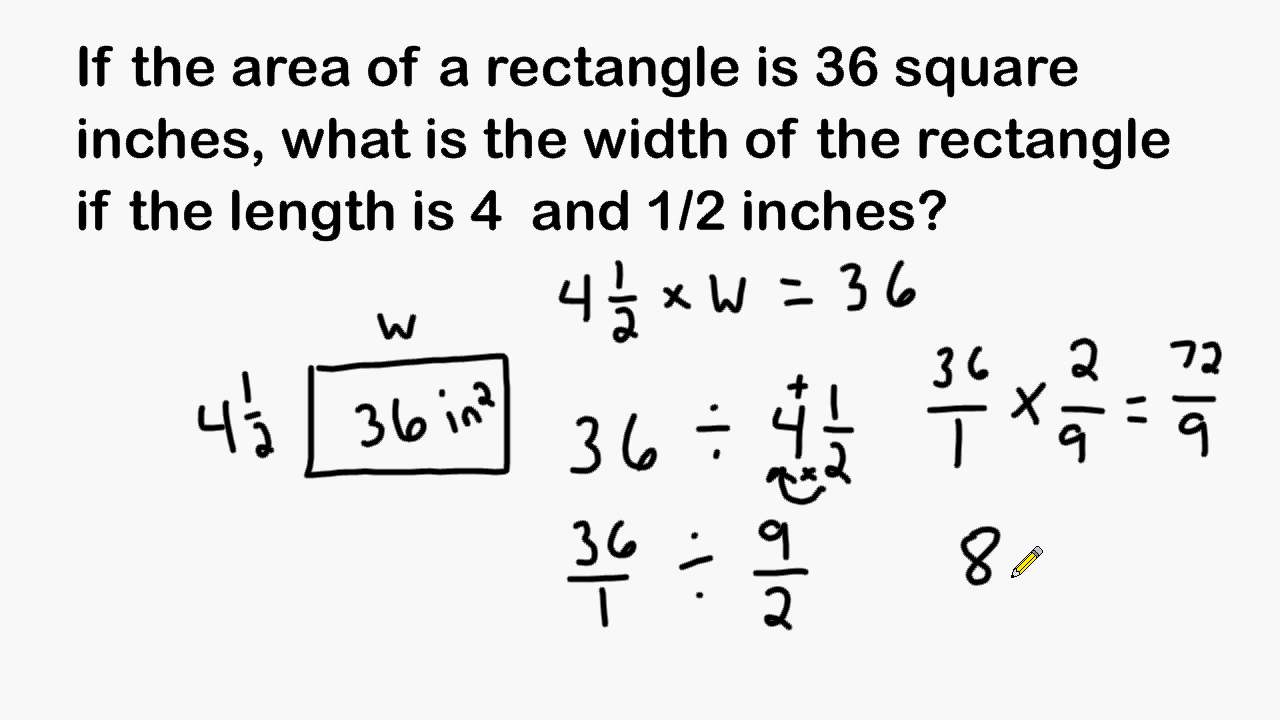 If the area of a rectangle is 36 square
inches, what is the width of the rectangle
if the length is 4 and 1/2 inches?
4 1/2 × W = 36
W
4 1/2
36 in²
36 ÷ 4 1/2
+
×
36/1 ÷ 9/2
36/1 × 2/9 = 72/9
8